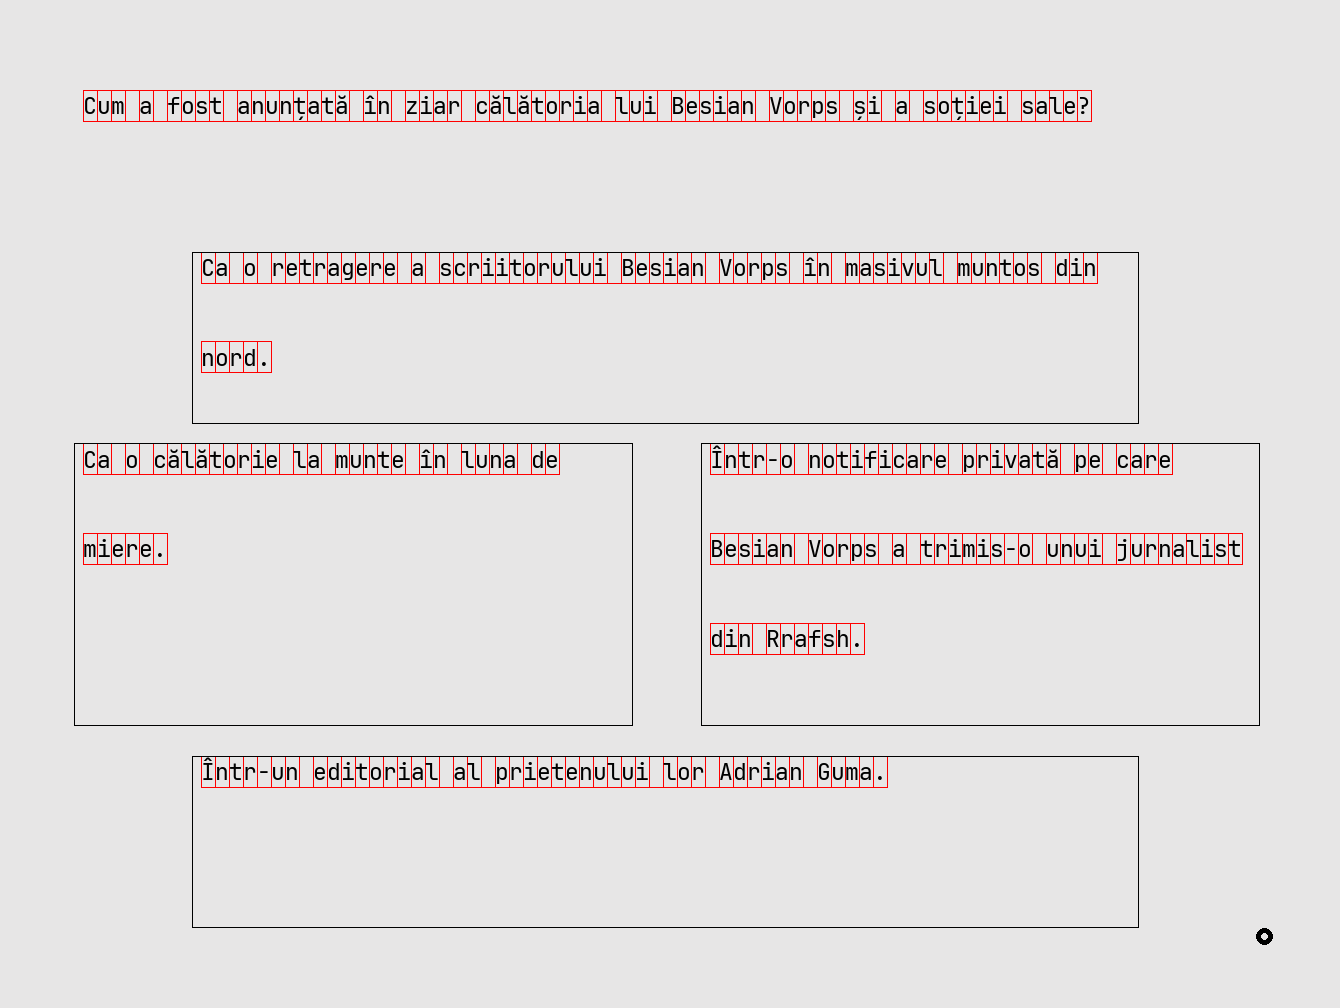 Cum a fost anunțată în ziar călătoria lui Besian Vorps și a soției sale?
Ca o retragere a scriitorului Besian Vorps în masivul muntos din
nord.
Ca o călătorie la munte în luna de
miere.
Într-o notificare privată pe care
Besian Vorps a trimis-o unui jurnalist
din Rrafsh.
Într-un editorial al prietenului lor Adrian Guma.